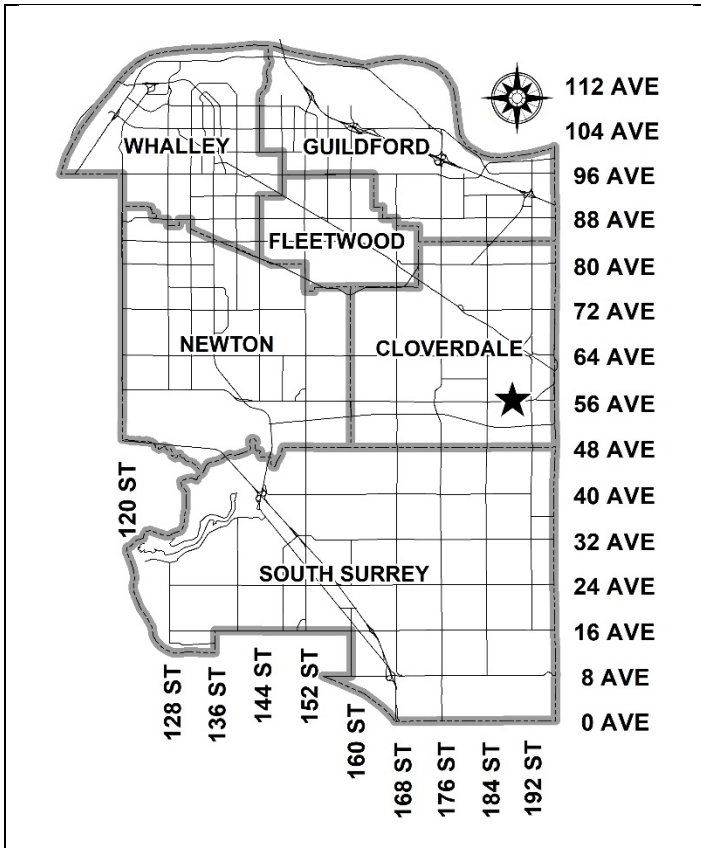 112 AVE
104 AVE
WHALLEY
GUILDFORD
96 AVE
88 AVE
FLEETWOOD
80 AVE
72 AVE
NEWTON
CLOVERDALE
64 AVE
56 AVE
48 AVE
120 ST
40 AVE
32 AVE
SOUTH SURREY
24 AVE
16 AVE
8 AVE
0 AVE
128 ST
136 ST
144 ST
152 ST
160 ST
168 ST
176 ST
184 ST
192 ST